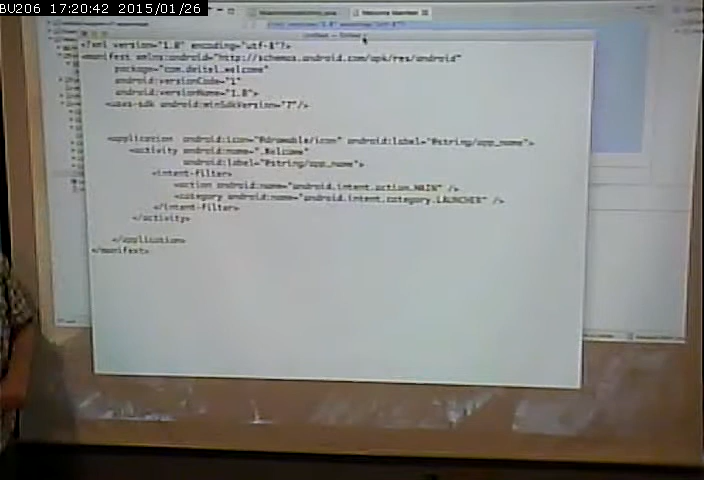 BU206 17:20:42 2015/01/26
<?xml version="1.0" encoding="utf-8"?>
<manifest xmlns:android="http://schemas.android.com/apk/res/android"
package="com.deitel.welcome"
android:versionCode="1"
android:versionName="1.0">
<uses-sdk android:minSdkVersion="7"/>
<application android:icon="@drawable/icon" android:label="@string/app_name">
<activity android:name=".Welcome"
android:label="@string/app_name">
<intent-filter>
<action android:name="android.intent.action.MAIN" />
<category android:name="android.intent.category.LAUNCHER" />
</intent-filter>
</activity>
</application>
</manifest>